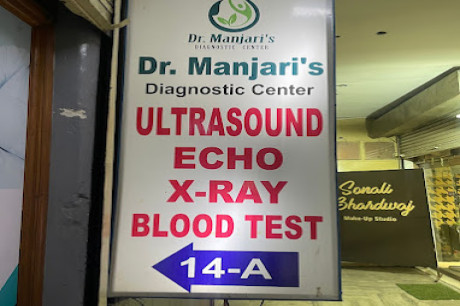 Dr. Manjari's
DIAGNOSTIC CENTER
Dr. Manjari's
Diagnostic Center
ULTRASOUND
ECHO
X-RAY
BLOOD TEST
14-A
Sonali
Bhardwaj
Make-Up Studio